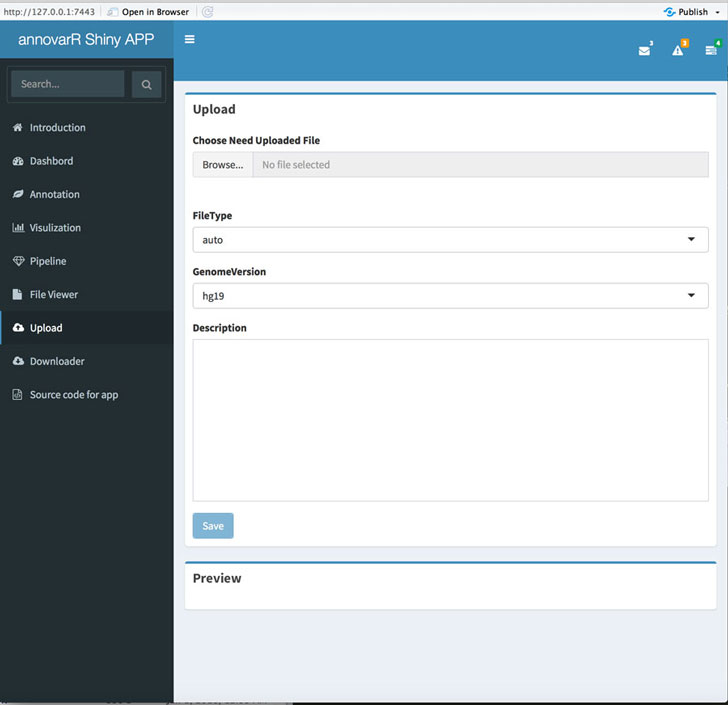 http://127.0.0.1:7443 Open in Browser Publish
annovarR Shiny APP
3 3 4
Search...
Introduction
Dashbord
Annotation
Visulization
Pipeline
File Viewer
Upload
Downloader
Source code for app
Upload
Choose Need Uploaded File
Browse... No file selected
FileType
auto
GenomeVersion
hg19
Description
Save
Preview